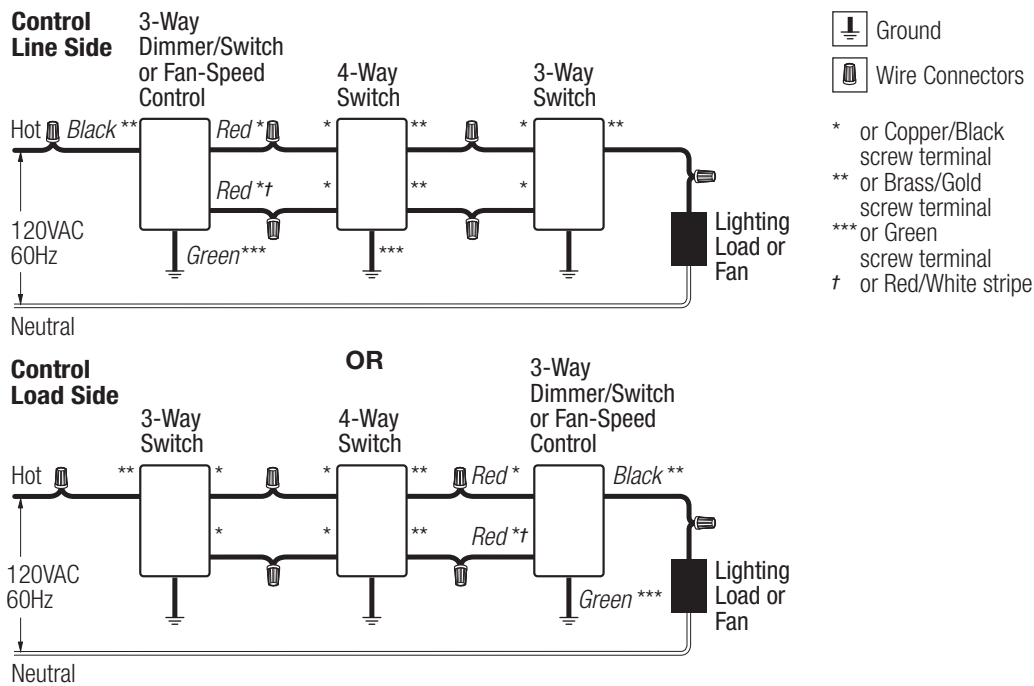 Control
Line Side
3-Way
Dimmer/Switch
or Fan-Speed
Control
4-Way
Switch
3-Way
Switch
Hot
Black **
Red *
*
**
*
**
Red *†
*
**
*
120VAC
60Hz
Green***
***
Lighting
Load or
Fan
Neutral
Ground
Wire Connectors
* or Copper/Black
screw terminal
** or Brass/Gold
screw terminal
*** or Green
screw terminal
† or Red/White stripe
OR
Control
Load Side
3-Way
Switch
4-Way
Switch
3-Way
Dimmer/Switch
or Fan-Speed
Control
Hot
**
*
*
**
Red *
Black **
*
*
**
Red *†
120VAC
60Hz
Green ***
Lighting
Load or
Fan
Neutral